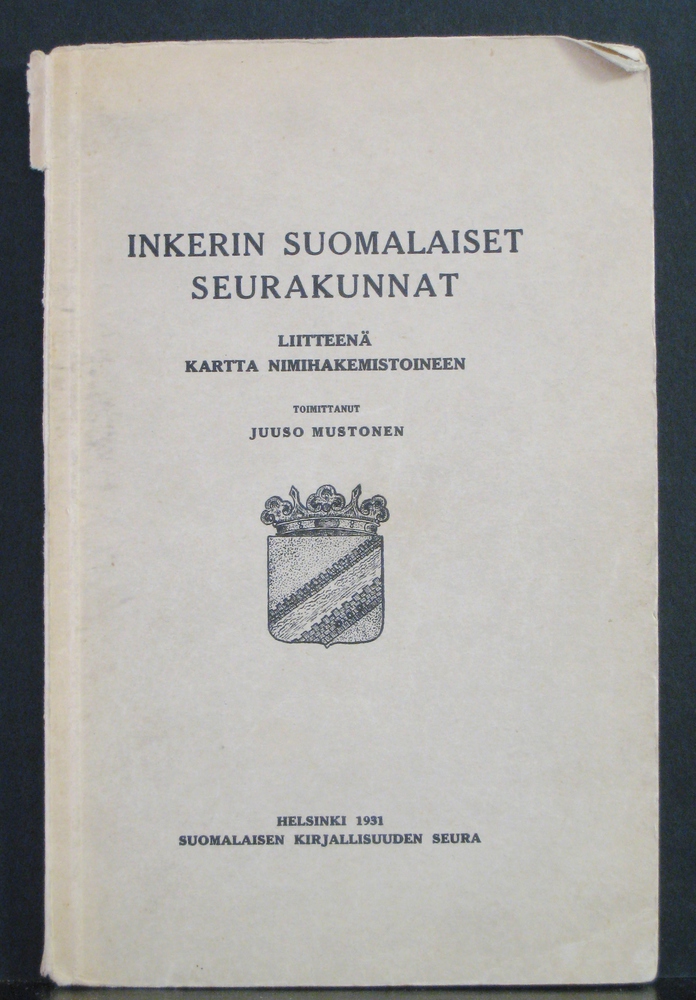 INKERIN SUOMALAISET
SEURAKUNNAT
LIITTEENÄ
KARTTA NIMIHAKEMISTOINEEN
TOIMITTANUT
JUUSO MUSTONEN
HELSINKI 1931
SUOMALAISEN KIRJALLISUUDEN SEURA